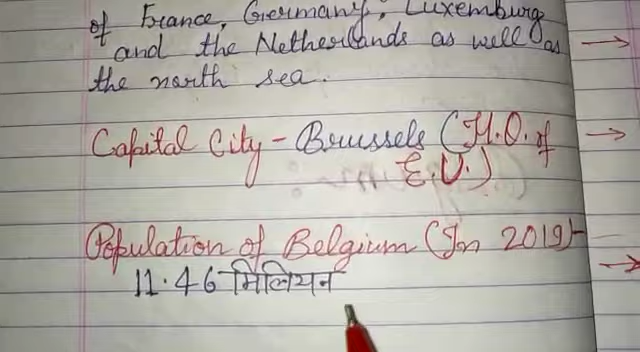 of France, Germany, Luxemburg
and the Netherlands as well as
the north sea.
Capital City - Brussels (H.Q. of
E.U.)
Population of Belgium (In 2019)-
11.46 मिलियन